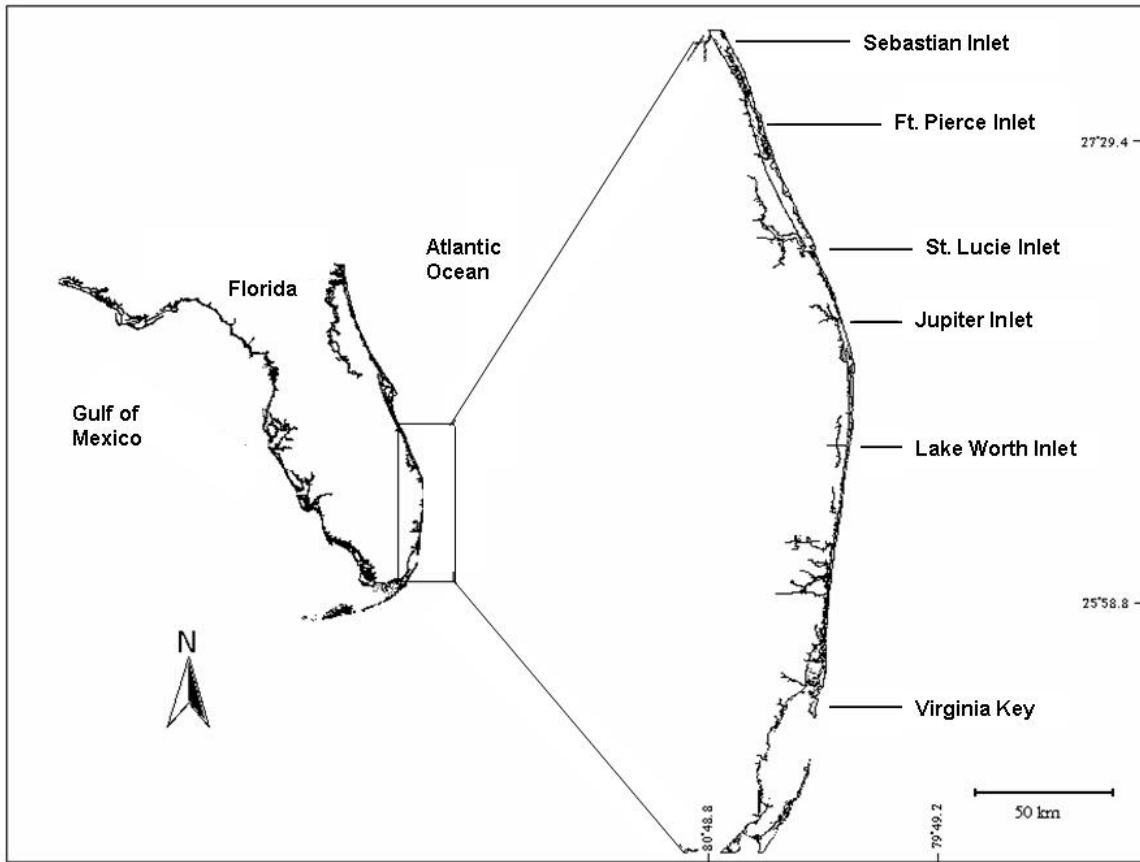 Sebastian Inlet
Ft. Pierce Inlet
27°29.4
Atlantic
Ocean
St. Lucie Inlet
Florida
Jupiter Inlet
Gulf of
Mexico
Lake Worth Inlet
25°58.8
N
Virginia Key
50 km
80°48.8
79°49.2